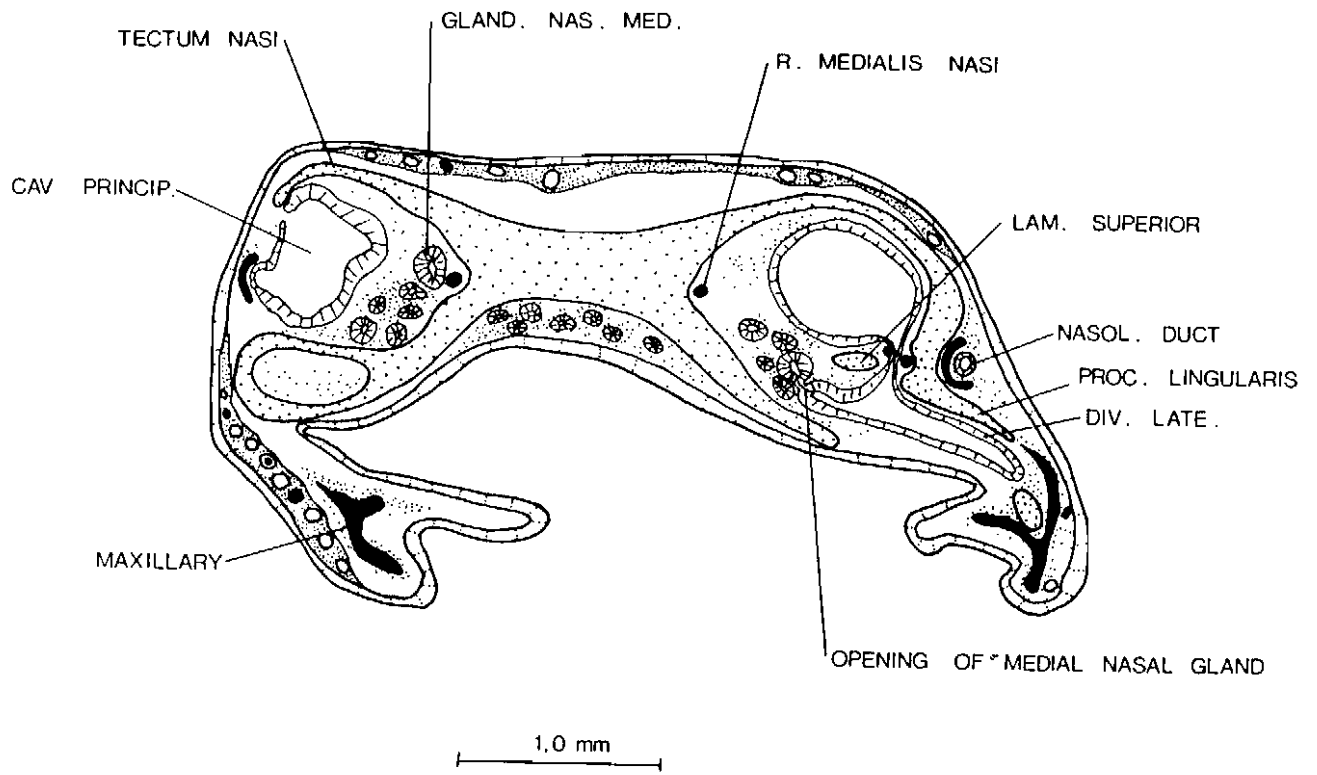 GLAND. NAS. MED.
TECTUM NASI
R. MEDIALIS NASI
CAV PRINCIP.
LAM. SUPERIOR
NASOL. DUCT
PROC. LINGULARIS
DIV. LATE.
MAXILLARY
OPENING OF MEDIAL NASAL GLAND
1,0 mm